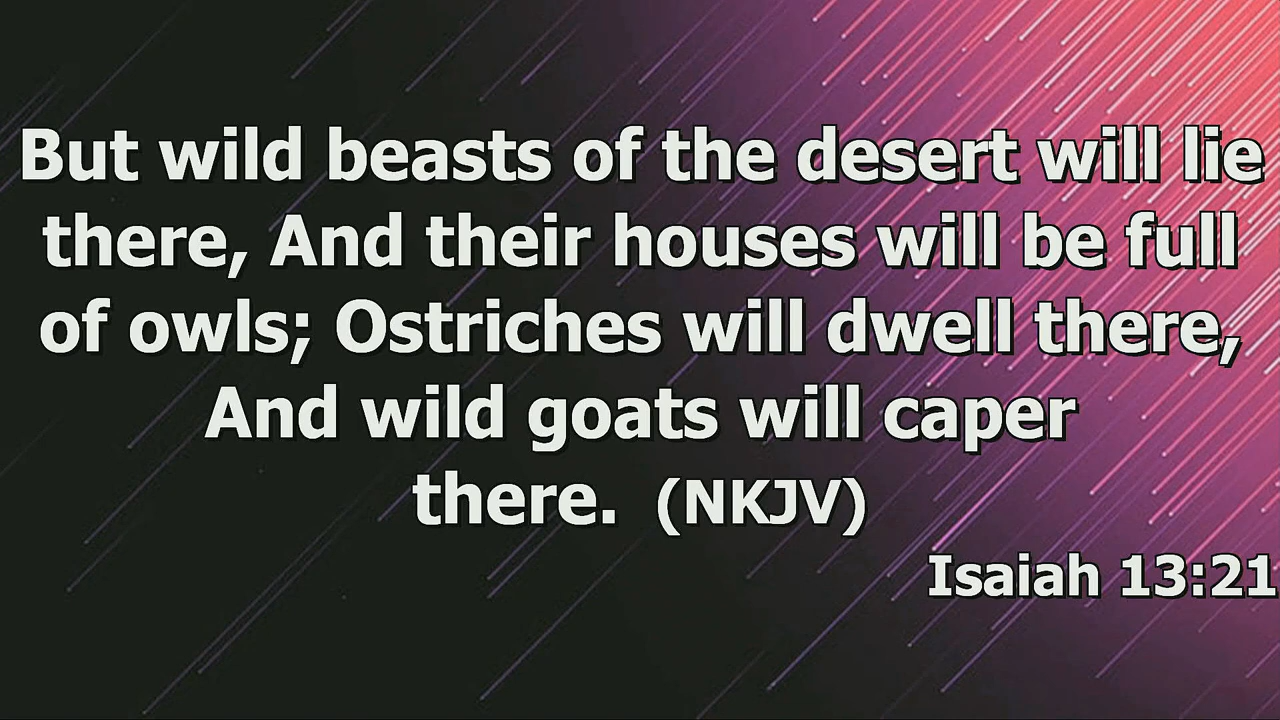 But wild beasts of the desert will lie
there, And their houses will be full
of owls; Ostriches will dwell there,
And wild goats will caper
there. (NKJV)
Isaiah 13:21